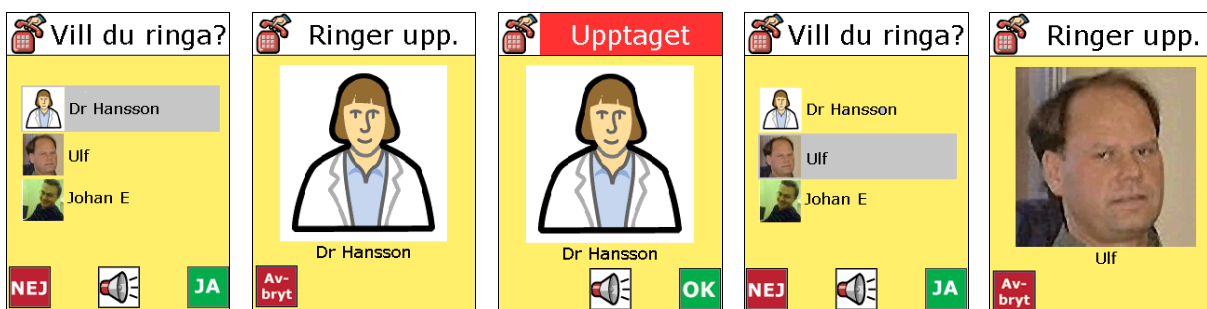 Vill du ringa?
Dr Hansson
Ulf
Johan E
NEJ
JA
Ringer upp.
Dr Hansson
Av-
bryt
Upptaget
Dr Hansson
OK
Vill du ringa?
Dr Hansson
Ulf
Johan E
NEJ
JA
Ringer upp.
Ulf
Av-
bryt